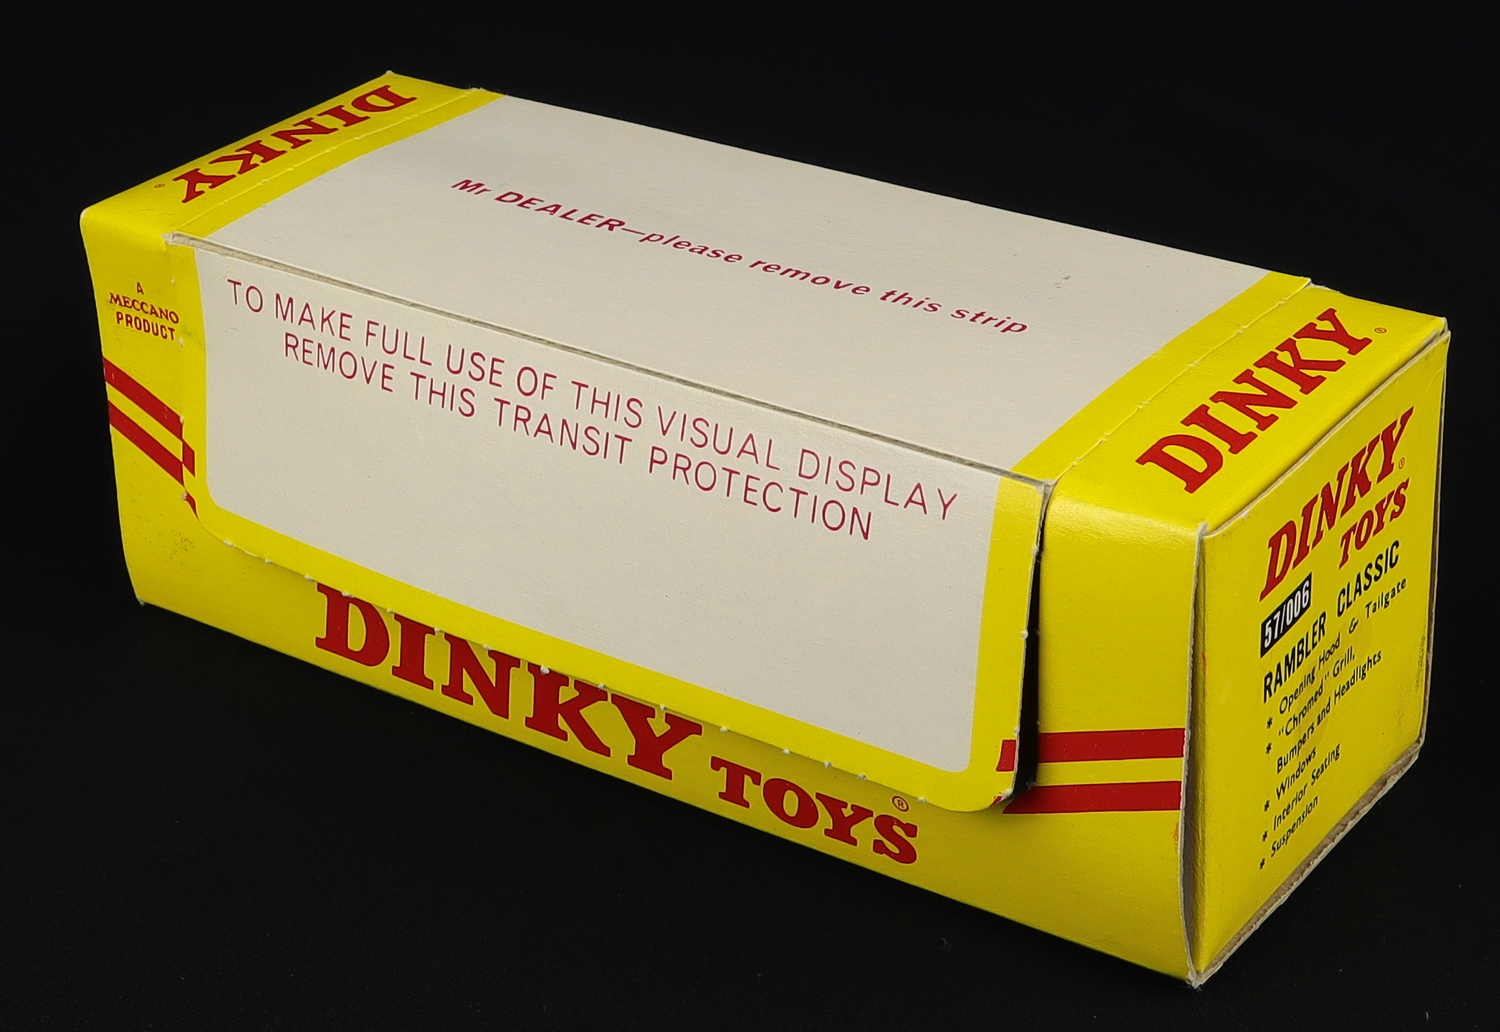 DINKY®
Mr DEALER—please remove this strip
DINKY®
A
MECCANO
PRODUCT
TO MAKE FULL USE OF THIS VISUAL DISPLAY
REMOVE THIS TRANSIT PROTECTION
DINKY TOYS®
DINKY®
TOYS
57/006
RAMBLER CLASSIC
* Opening Hood & Tailgate
* "Chromed" Grill,
Bumpers and Headlights
* Windows
* Interior Seating
* Suspension